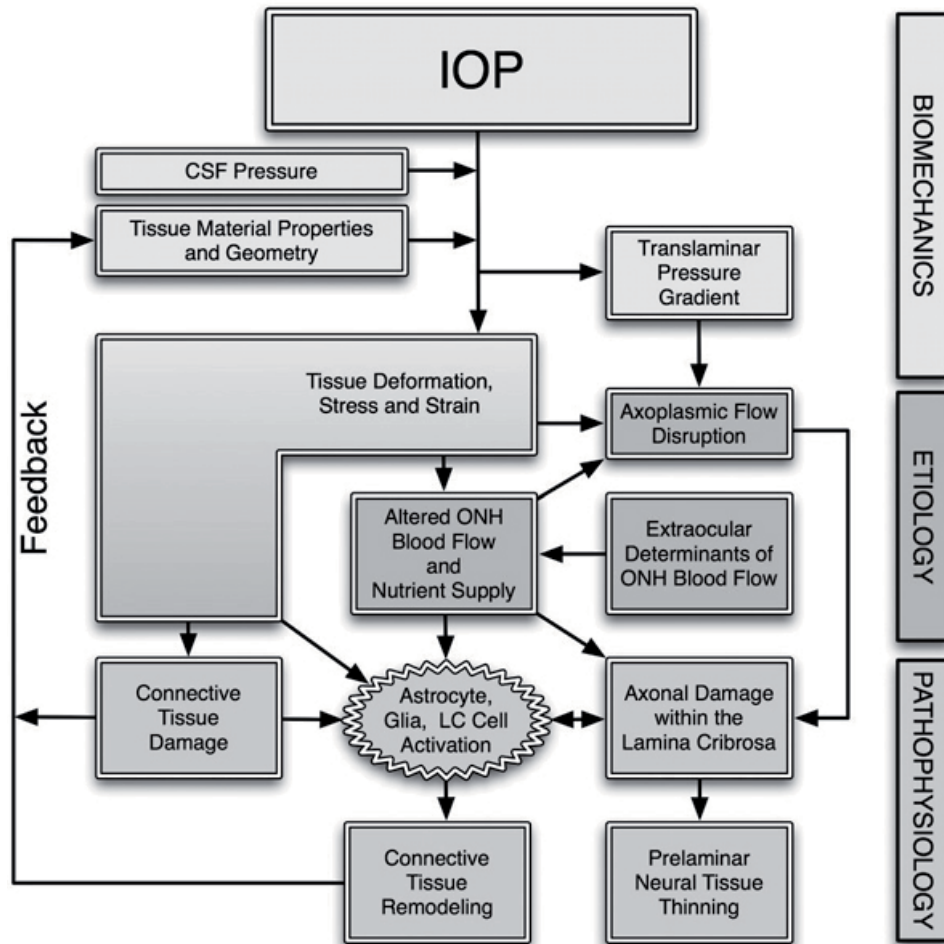 IOP
CSF Pressure
Tissue Material Properties
and Geometry
Translaminar
Pressure
Gradient
Tissue Deformation,
Stress and Strain
Axoplasmic Flow
Disruption
Altered ONH
Blood Flow
and
Nutrient Supply
Extraocular
Determinants of
ONH Blood Flow
Connective
Tissue
Damage
Astrocyte,
Glia, LC Cell
Activation
Axonal Damage
within the
Lamina Cribrosa
Connective
Tissue
Remodeling
Prelaminar
Neural Tissue
Thinning
Feedback
BIOMECHANICS
ETIOLOGY
PATHOPHYSIOLOGY